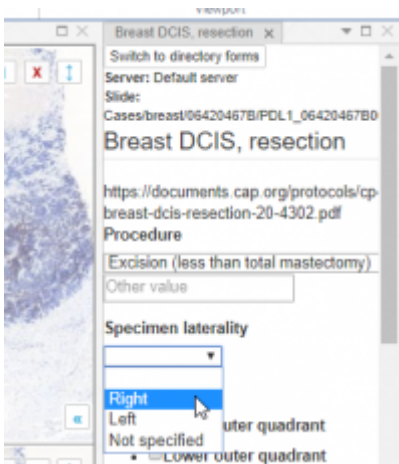 Viewport
Breast DCIS, resection x
X
Switch to directory forms
Server: Default server
Slide:
Cases/breast/06420467B/PDL1_06420467B0
Breast DCIS, resection
https://documents.cap.org/protocols/cp-
breast-dcis-resection-20-4302.pdf
Procedure
Excision (less than total mastectomy)
Other value
Specimen laterality
Right
Left
Not specified
uter quadrant
Lower outer quadrant